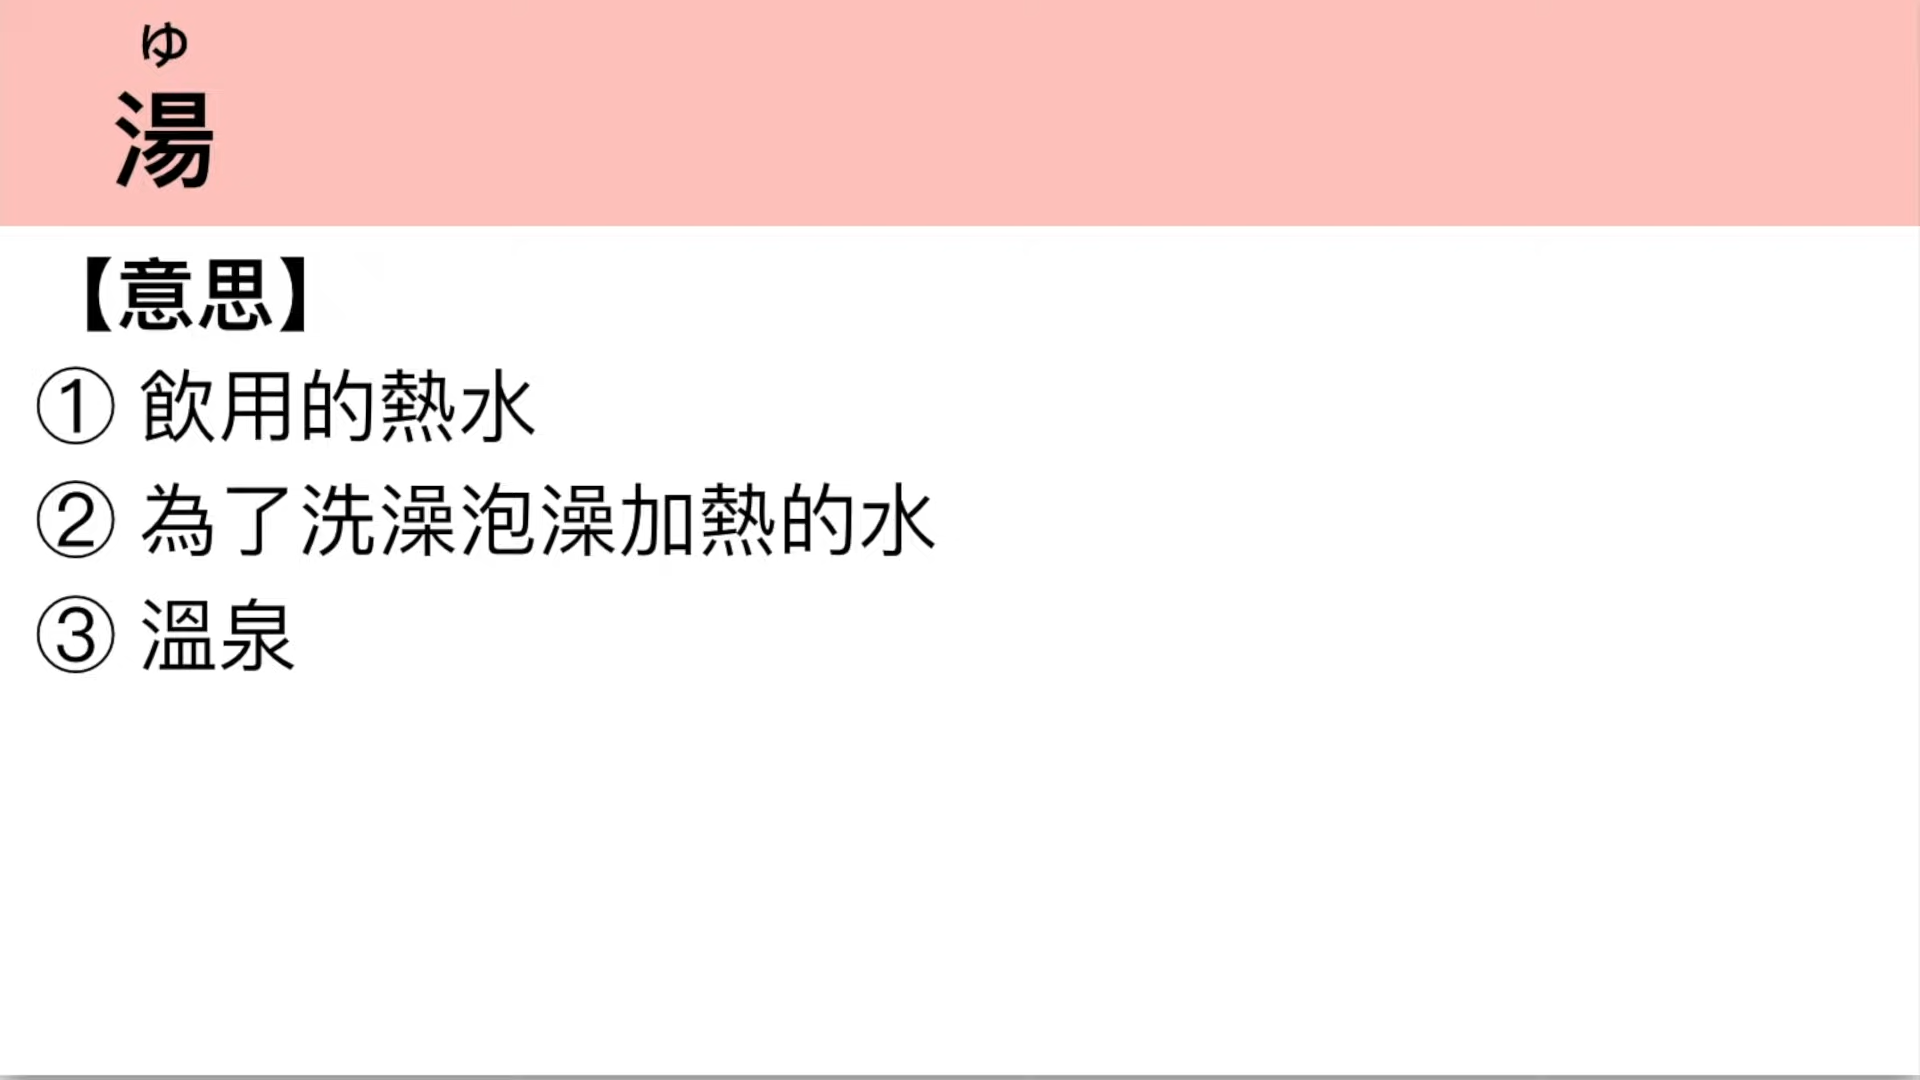 ゆ
湯
【意思】
① 飲用的熱水
② 為了洗澡泡澡加熱的水
③ 溫泉